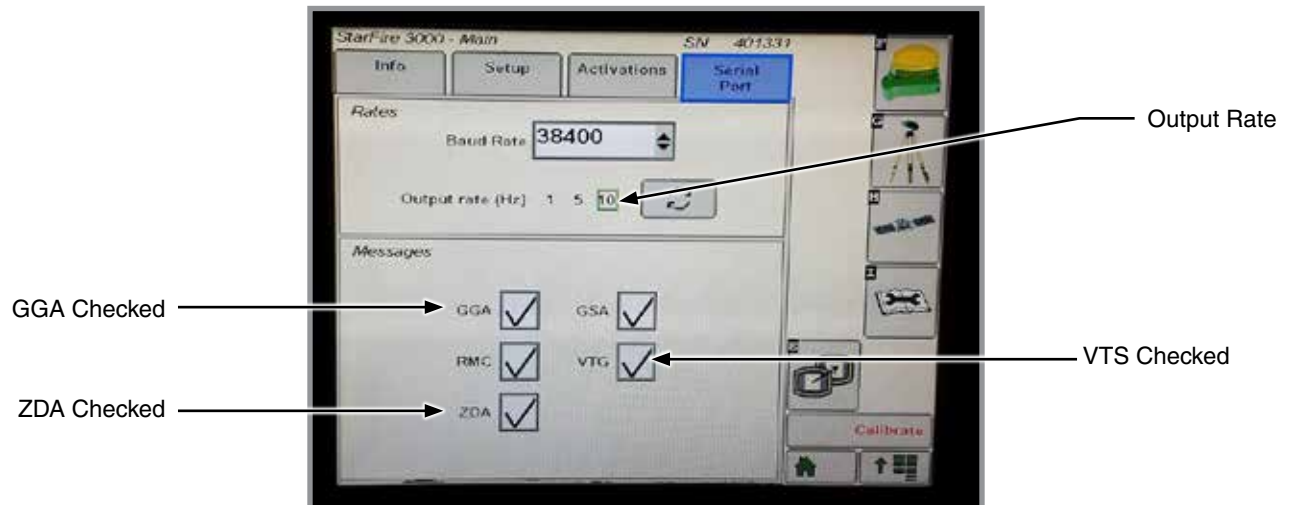 StarFire 3000 - Main SN 401331
Info Setup Activations Serial Port
Output Rate
Rates
Baud Rate 38400
Output rate (Hz) 1 5 10
Messages
GGA Checked
GGA GSA
RMC VTG
VTS Checked
ZDA Checked
ZDA
Calibrate